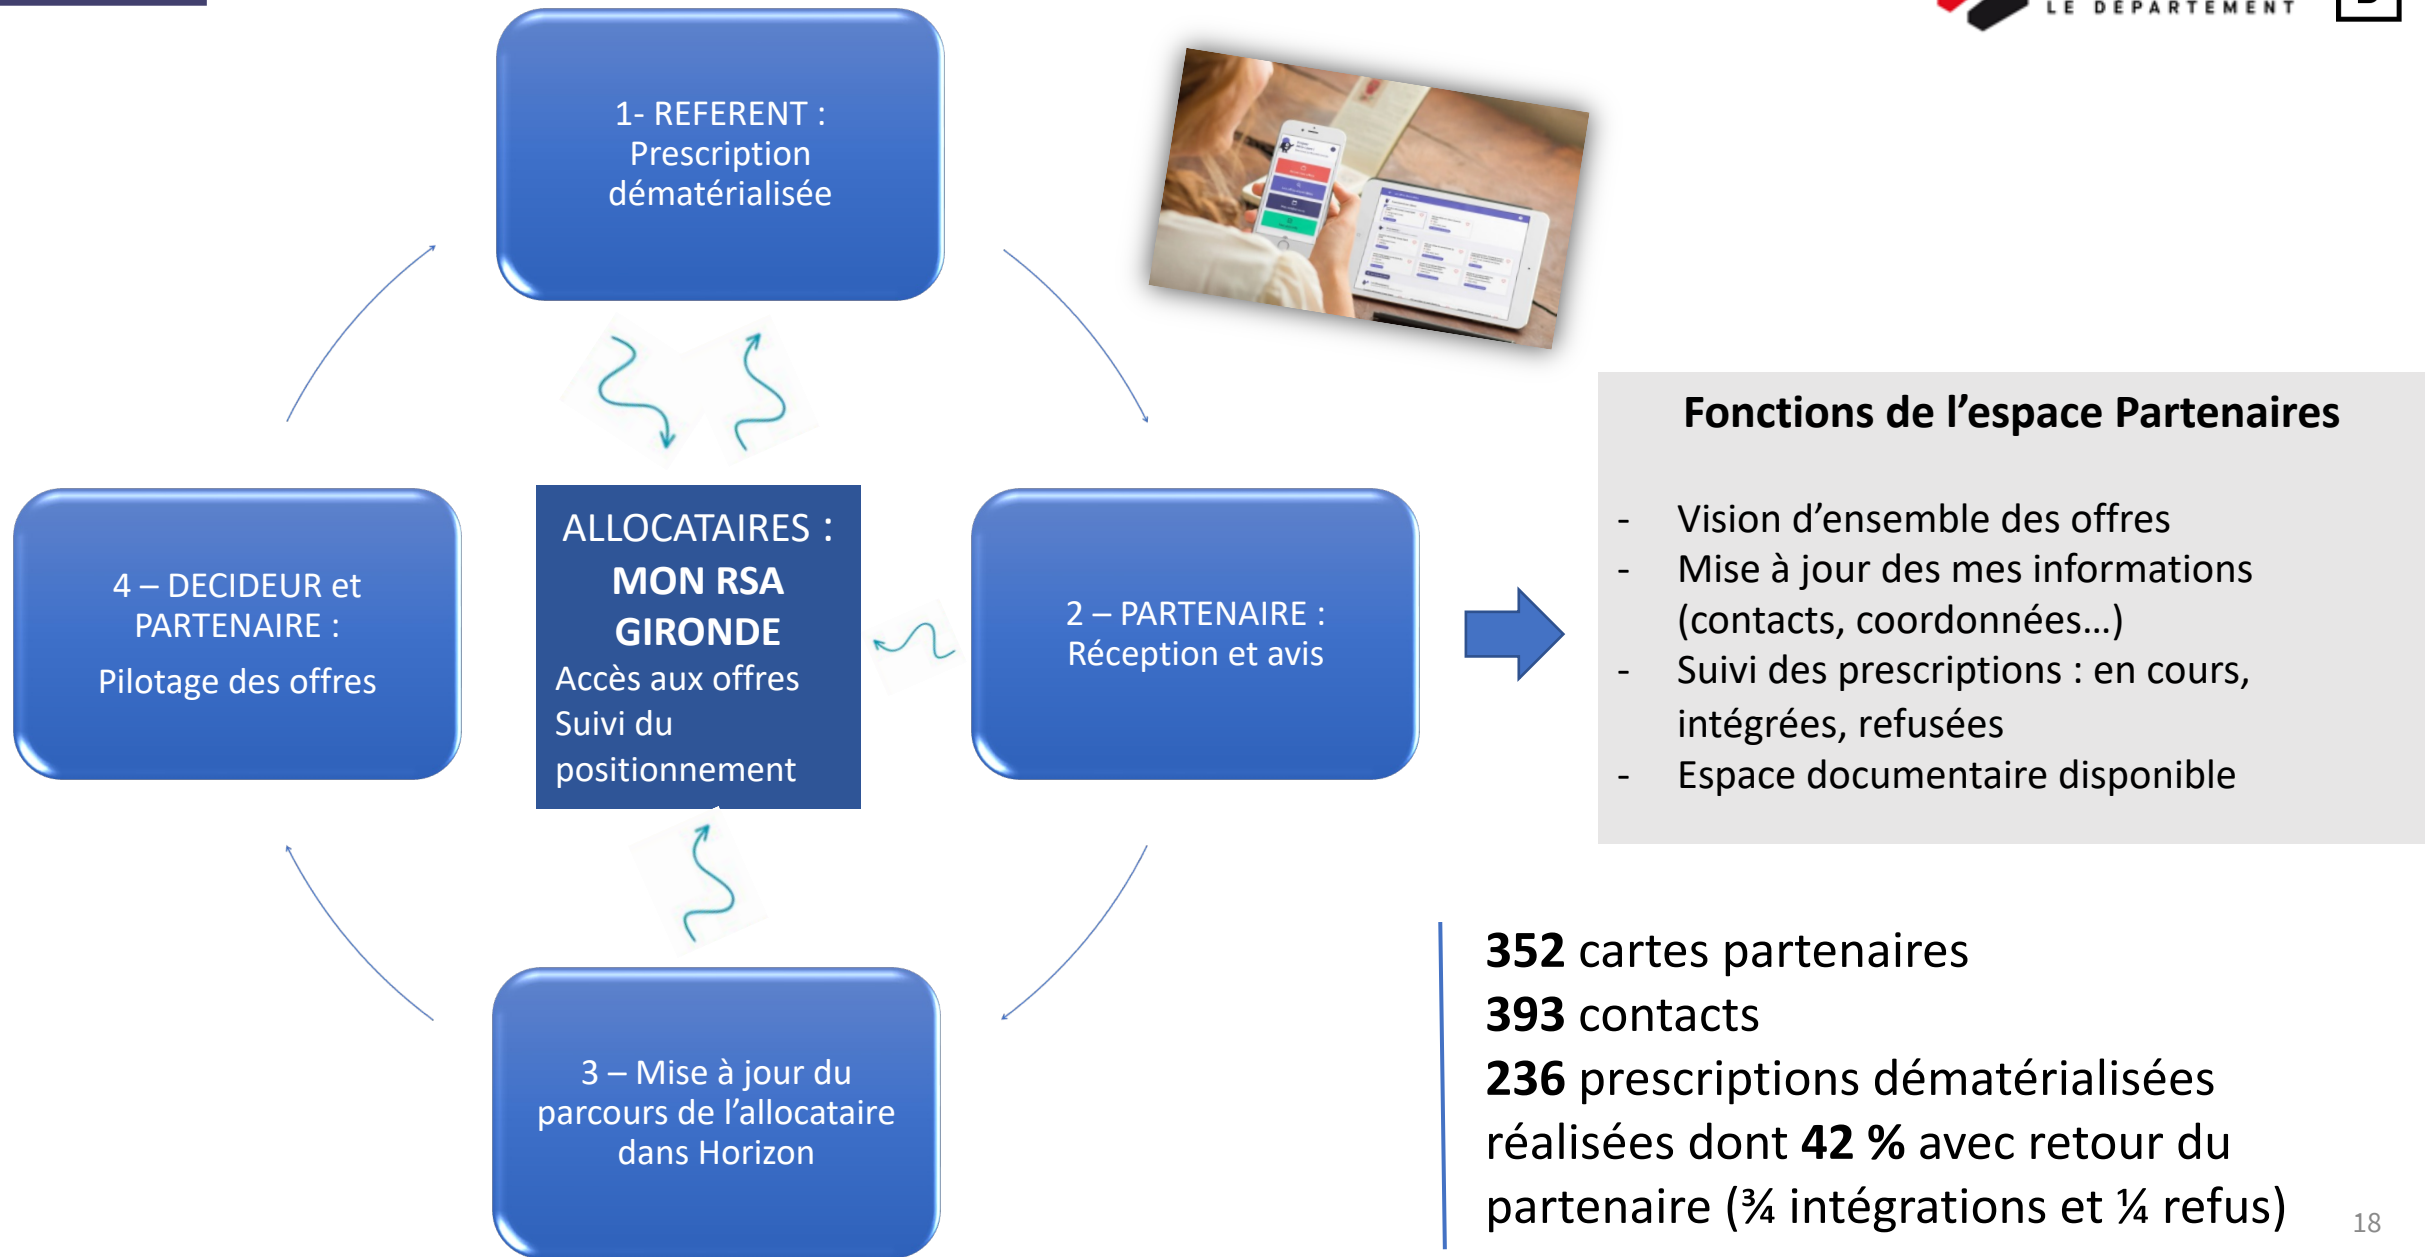 LE DÉPARTEMENT
1- REFERENT :
Prescription
dématérialisée
ALLOCATAIRES :
MON RSA
GIRONDE
Accès aux offres
Suivi du
positionnement
2 – PARTENAIRE :
Réception et avis
3 – Mise à jour du
parcours de l’allocataire
dans Horizon
4 – DECIDEUR et
PARTENAIRE :
Pilotage des offres
Fonctions de l’espace Partenaires
- Vision d’ensemble des offres
- Mise à jour des mes informations
(contacts, coordonnées…)
- Suivi des prescriptions : en cours,
intégrées, refusées
- Espace documentaire disponible
352 cartes partenaires
393 contacts
236 prescriptions dématérialisées
réalisées dont 42 % avec retour du
partenaire (¾ intégrations et ¼ refus)
18